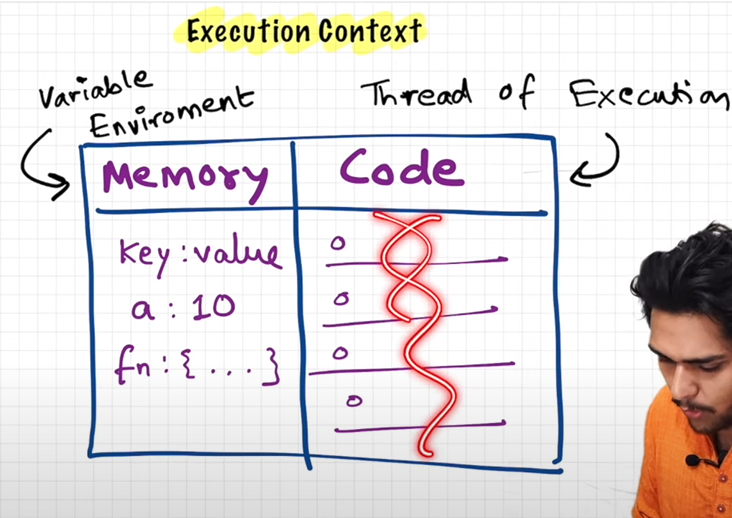 Execution Context
Variable
Enviroment
Thread of Execution
Memory
Code
key : value
a : 10
fn : { ... }